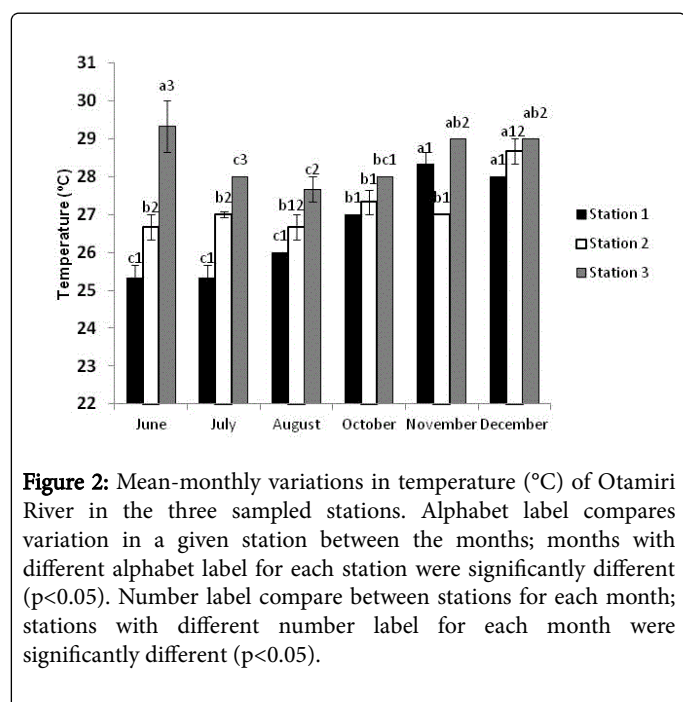 31
30
29
28
27
26
25
24
23
22
Temperature (°C)
c1 b2 a3
c1 b2 c3
c1 b12 c2
b1 b1 bc1
a1 b1 ab2
a1 a12 ab2
June July August October November December
Station 1
Station 2
Station 3
Figure 2: Mean-monthly variations in temperature (°C) of Otamiri
River in the three sampled stations. Alphabet label compares
variation in a given station between the months; months with
different alphabet label for each station were significantly different
(p<0.05). Number label compare between stations for each month;
stations with different number label for each month were
significantly different (p<0.05).